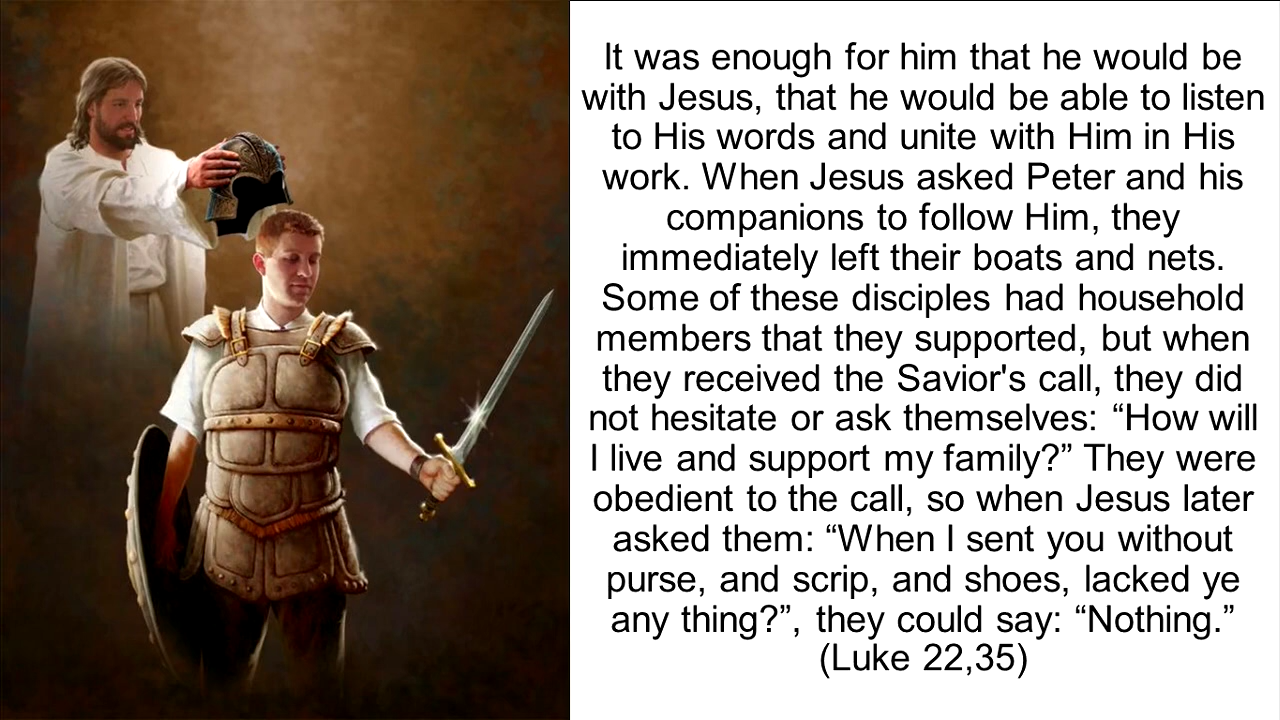 It was enough for him that he would be
with Jesus, that he would be able to listen
to His words and unite with Him in His
work. When Jesus asked Peter and his
companions to follow Him, they
immediately left their boats and nets.
Some of these disciples had household
members that they supported, but when
they received the Savior's call, they did
not hesitate or ask themselves: “How will
I live and support my family?” They were
obedient to the call, so when Jesus later
asked them: “When I sent you without
purse, and scrip, and shoes, lacked ye
any thing?”, they could say: “Nothing.”
(Luke 22,35)